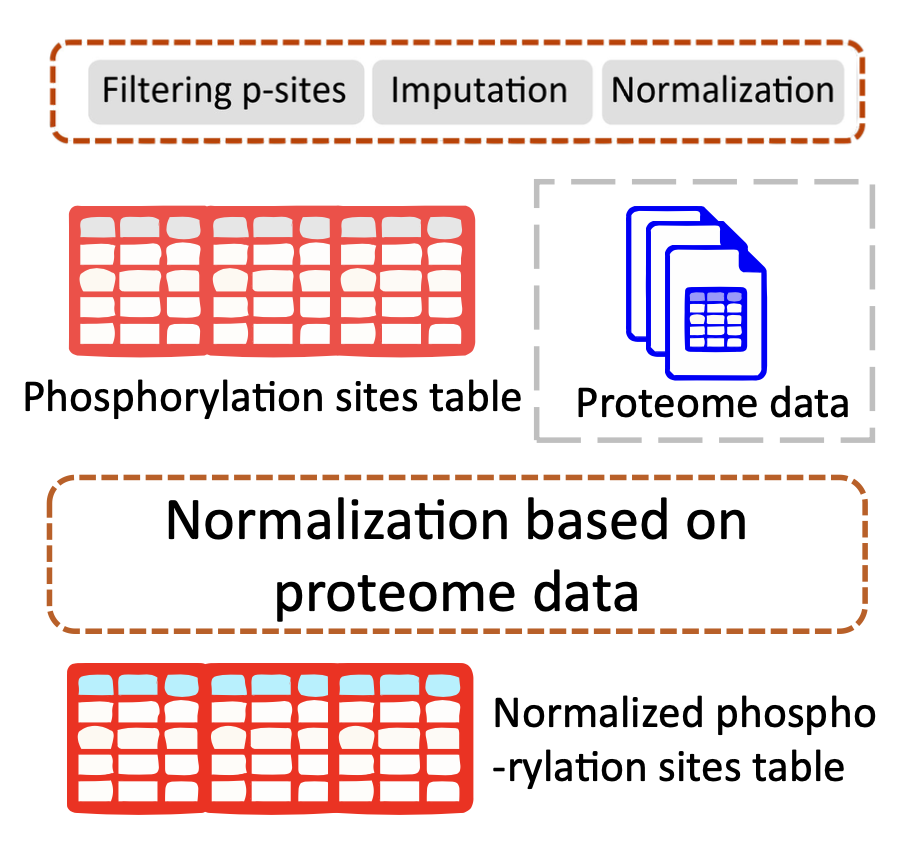 Filtering p-sites Imputation Normalization
Phosphorylation sites table
Proteome data
Normalization based on
proteome data
Normalized phospho
-rylation sites table